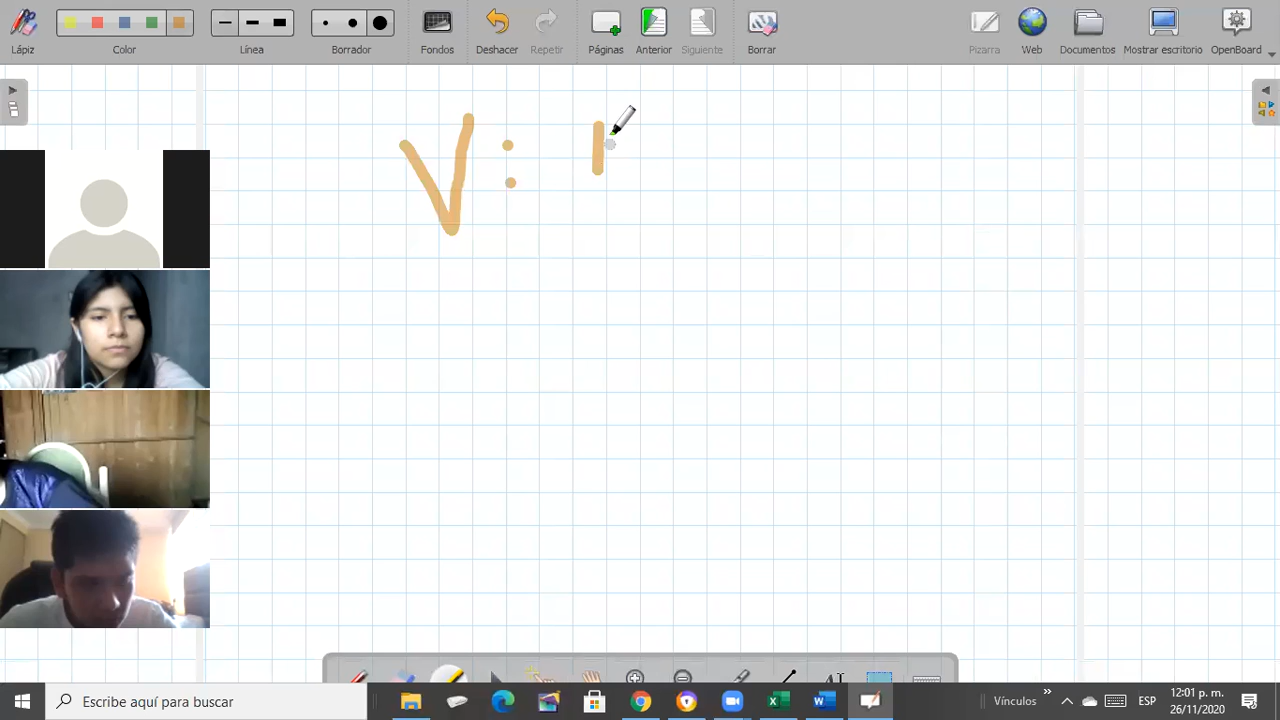 Lápiz Color Línea Borrador Fondos Deshacer Repetir Páginas Anterior Siguiente Borrar Pizarra Web Documentos Mostrar escritorio OpenBoard
V:
Escribe aquí para buscar
Vínculos » ESP 12:01 p. m.
26/11/2020